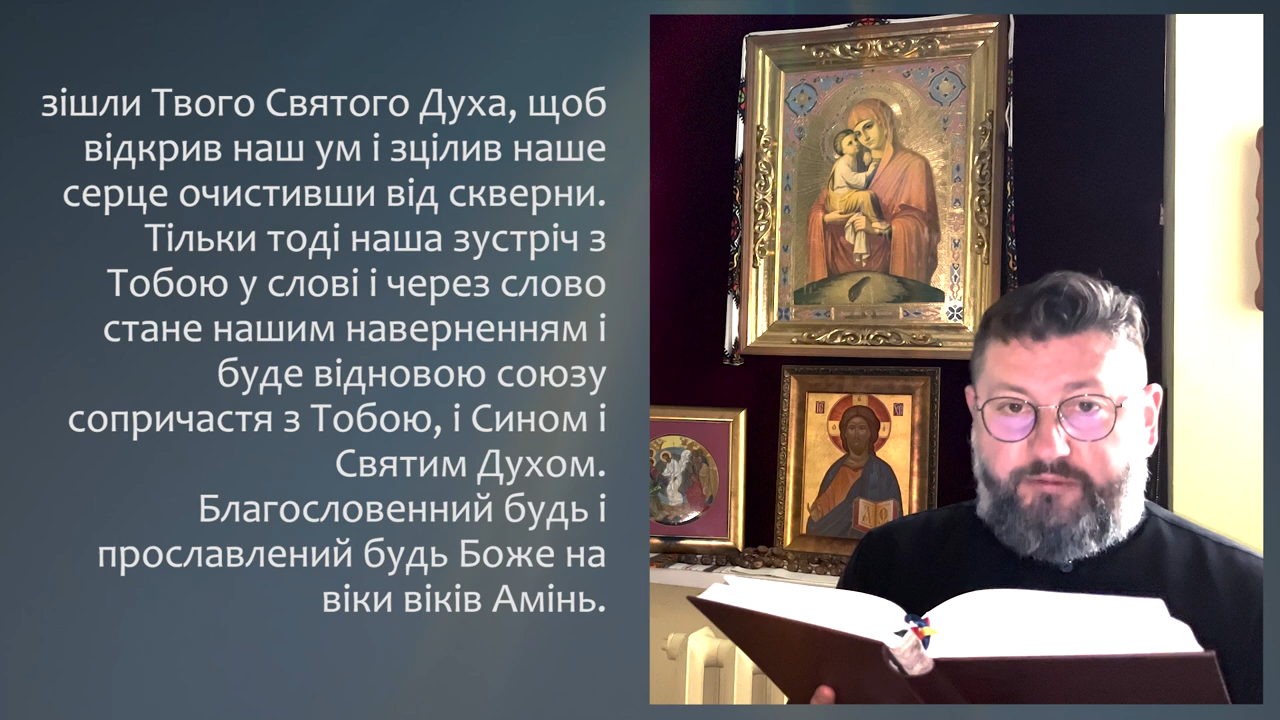 зішли Твого Святого Духа, щоб
відкрив наш ум і зцілив наше
серце очистивши від скверни.
Тільки тоді наша зустріч з
Тобою у слові і через слово
стане нашим наверненням і
буде відновою союзу
сопричастя з Тобою, і Сином і
Святим Духом.
Благословенний будь і
прославлений будь Боже на
віки віків Амінь.